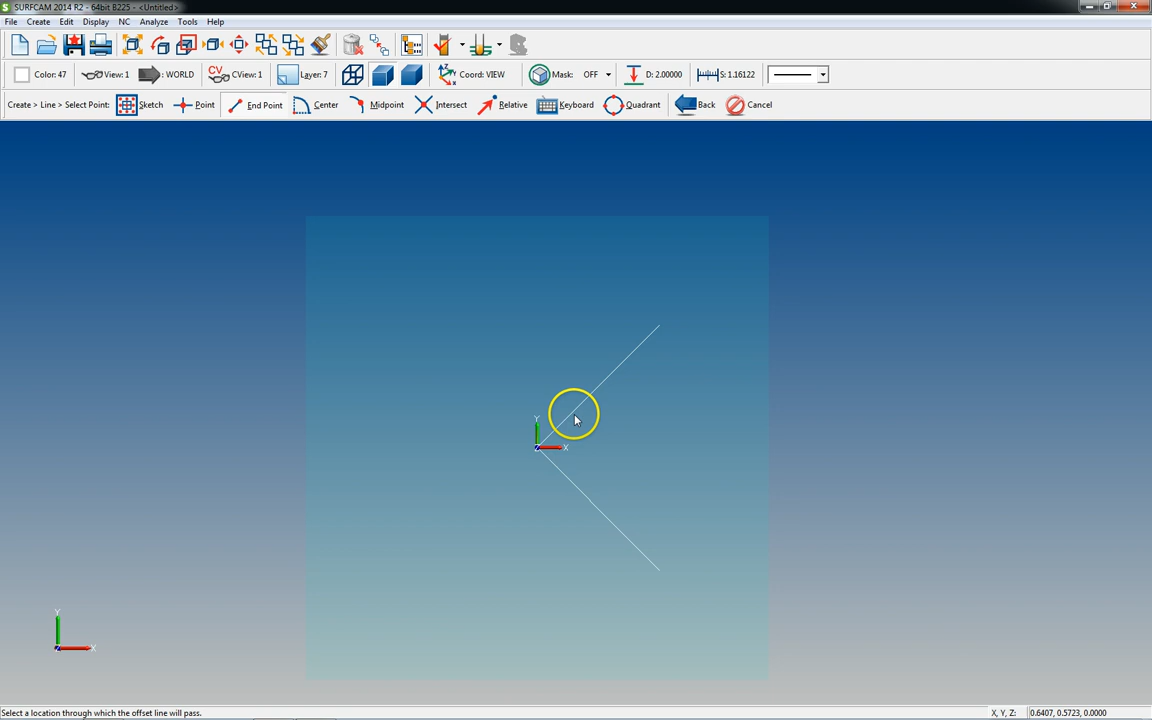 SURFCAM 2014 R2 - 64bit B225 - <Untitled>
File Create Edit Display NC Analyze Tools Help
Color: 47 View: 1 : WORLD CV CView: 1 Layer: 7 Coord: VIEW Mask: OFF D: 2.00000 S: 1.16122
Create > Line > Select Point: Sketch Point End Point Center Midpoint Intersect Relative Keyboard Quadrant Back Cancel
Y
X
Y
X
Select a location through which the offset line will pass. X, Y, Z: 0.6407, 0.5723, 0.0000